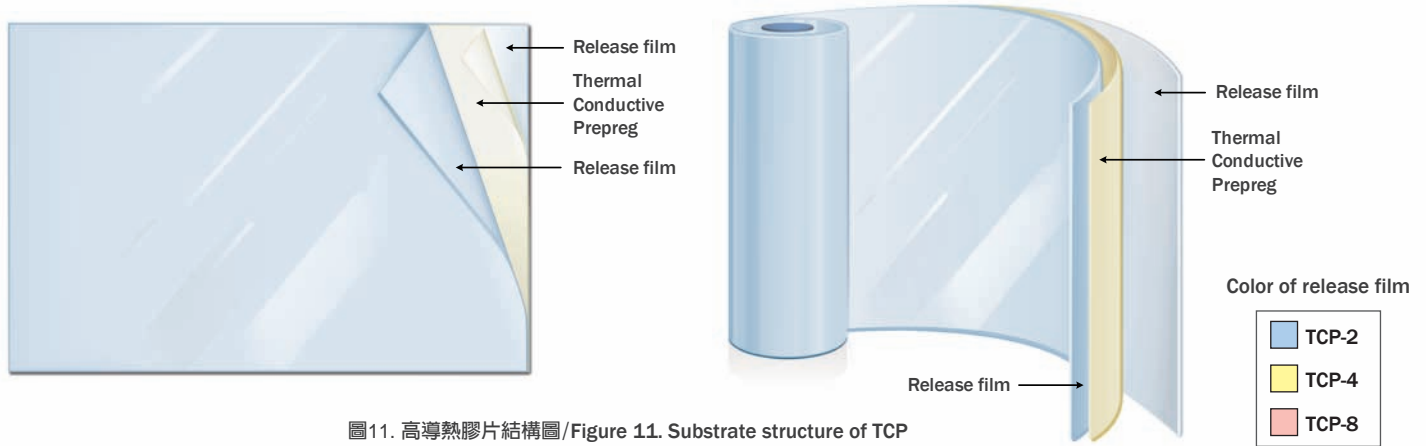 Release film
Thermal
Conductive
Prepreg
Release film
Release film
Thermal
Conductive
Prepreg
Release film
Color of release film
TCP-2
TCP-4
TCP-8
圖11. 高導熱膠片結構圖/Figure 11. Substrate structure of TCP